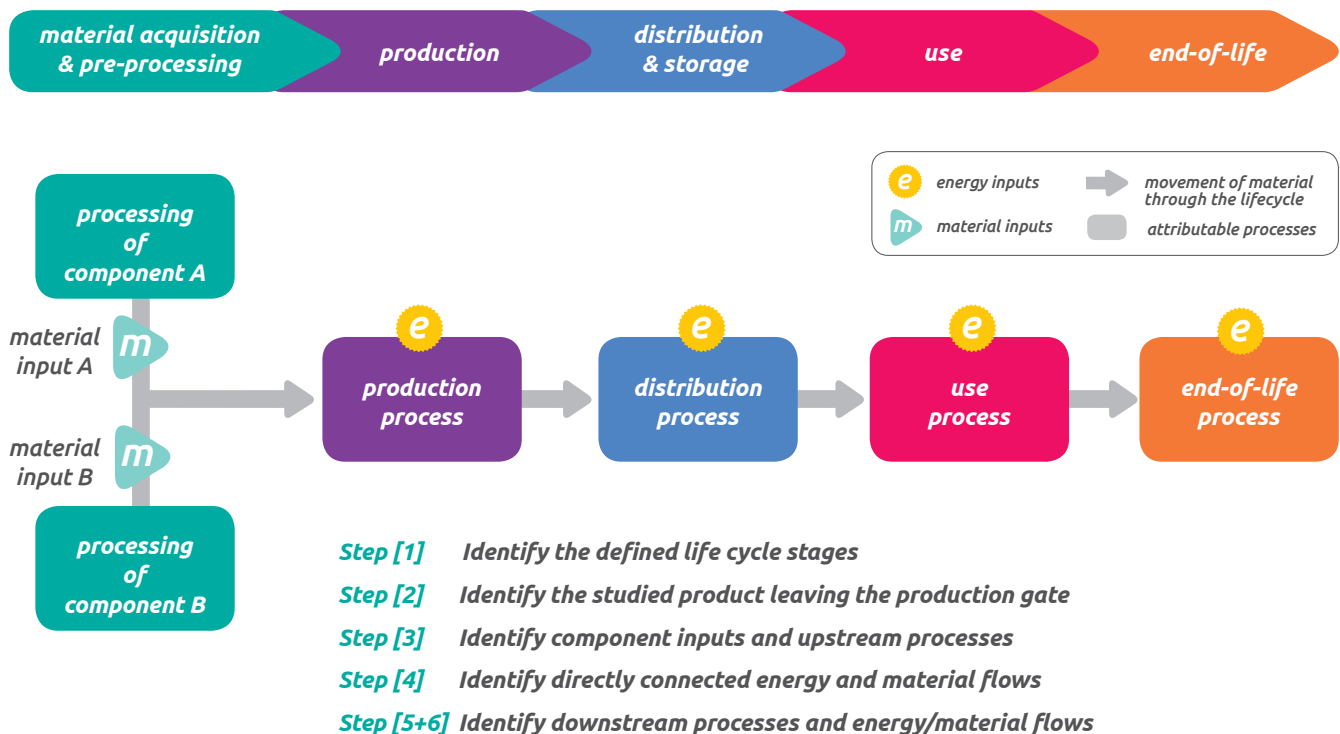 material acquisition
& pre-processing
production
distribution
& storage
use
end-of-life
e energy inputs
movement of material
through the lifecycle
m material inputs
attributable processes
processing
of
component A
material
input A
m
material
input B
m
processing
of
component B
e
production
process
e
distribution
process
e
use
process
e
end-of-life
process
Step [1] Identify the defined life cycle stages
Step [2] Identify the studied product leaving the production gate
Step [3] Identify component inputs and upstream processes
Step [4] Identify directly connected energy and material flows
Step [5+6] Identify downstream processes and energy/material flows